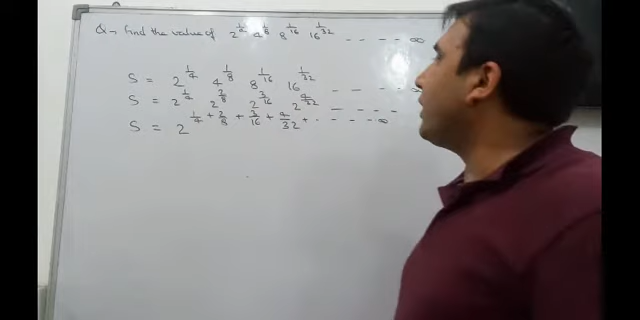 Q→ Find the value of 2^{1/4} 4^{1/8} 8^{1/16} 16^{1/32} - - - - - ∞
S = 2^{1/4} 4^{1/8} 8^{1/16} 16^{1/32} - - - - -
S = 2^{1/4} 2^{2/8} 2^{3/16} 2^{4/32} - - - - -
S = 2^{1/4 + 2/8 + 3/16 + 4/32 + . - - - - ∞}